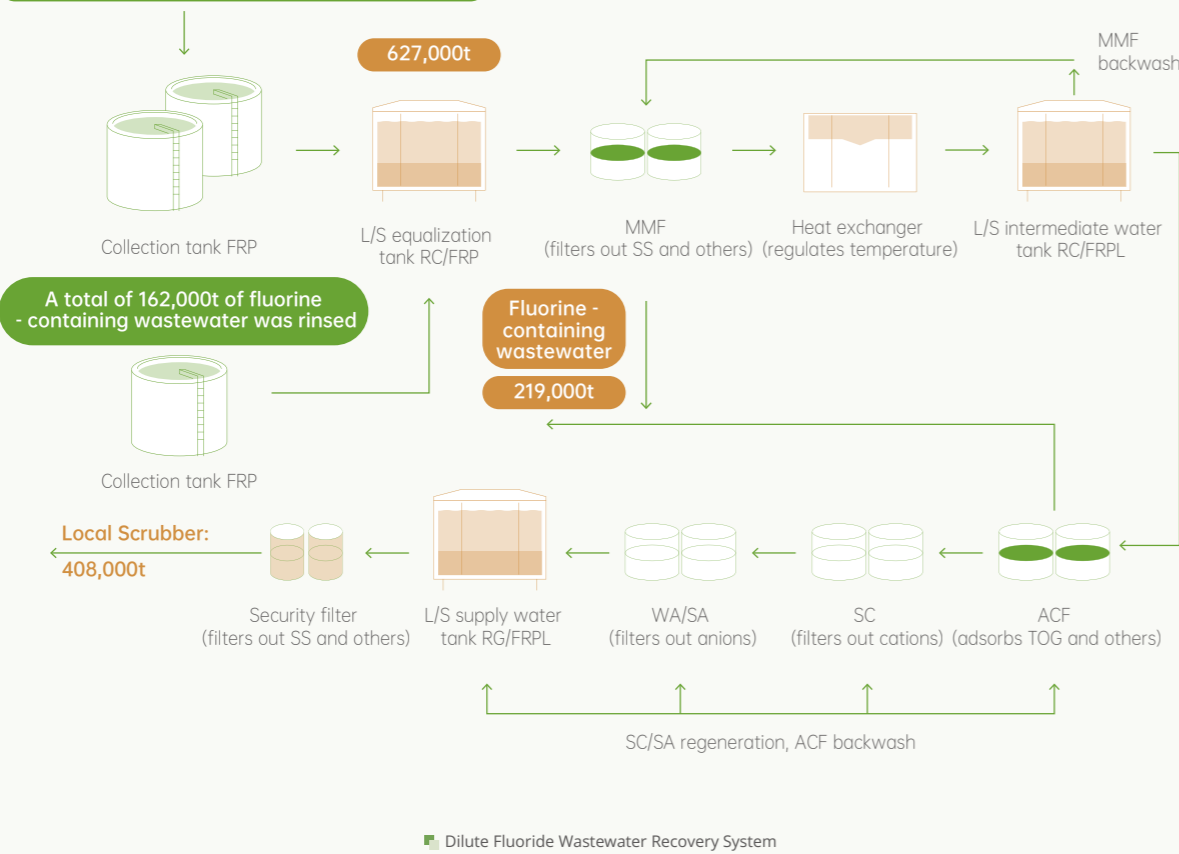 627,000t
MMF
backwash
Collection tank FRP
L/S equalization
tank RC/FRP
MMF
(filters out SS and others)
Heat exchanger
(regulates temperature)
L/S intermediate water
tank RC/FRPL
A total of 162,000t of fluorine
- containing wastewater was rinsed
Fluorine -
containing
wastewater
219,000t
Collection tank FRP
Local Scrubber:
408,000t
Security filter
(filters out SS and others)
L/S supply water
tank RG/FRPL
WA/SA
(filters out anions)
SC
(filters out cations)
ACF
(adsorbs TOG and others)
SC/SA regeneration, ACF backwash
Dilute Fluoride Wastewater Recovery System